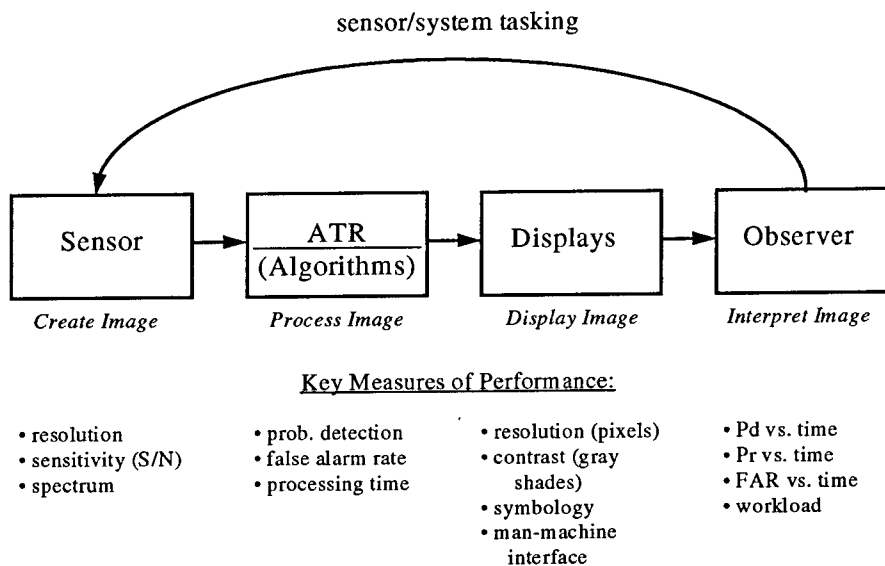 sensor/system tasking
Sensor
ATR
(Algorithms)
Displays
Observer
Create Image
Process Image
Display Image
Interpret Image
Key Measures of Performance:
• resolution
• sensitivity (S/N)
• spectrum
• prob. detection
• false alarm rate
• processing time
• resolution (pixels)
• contrast (gray
shades)
• symbology
• man-machine
interface
• Pd vs. time
• Pr vs. time
• FAR vs. time
• workload